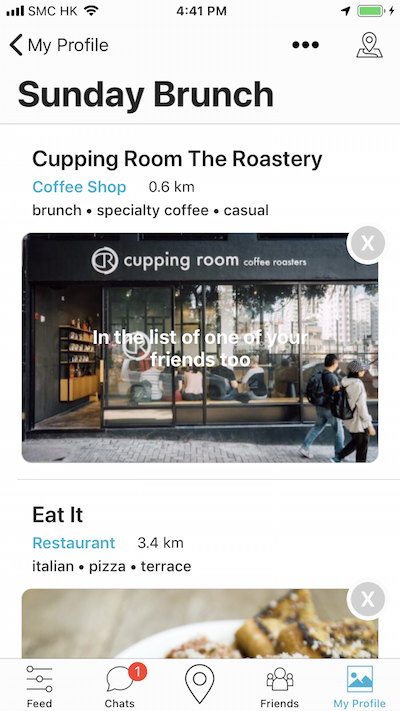 SMC HK 4:41 PM
My Profile •••
Sunday Brunch
Cupping Room The Roastery
Coffee Shop 0.6 km
brunch • specialty coffee • casual
X
CR cupping room coffee roasters
In the list of one of your
friends too
Eat It
Restaurant 3.4 km
italian • pizza • terrace
X
1
Feed Chats Friends My Profile